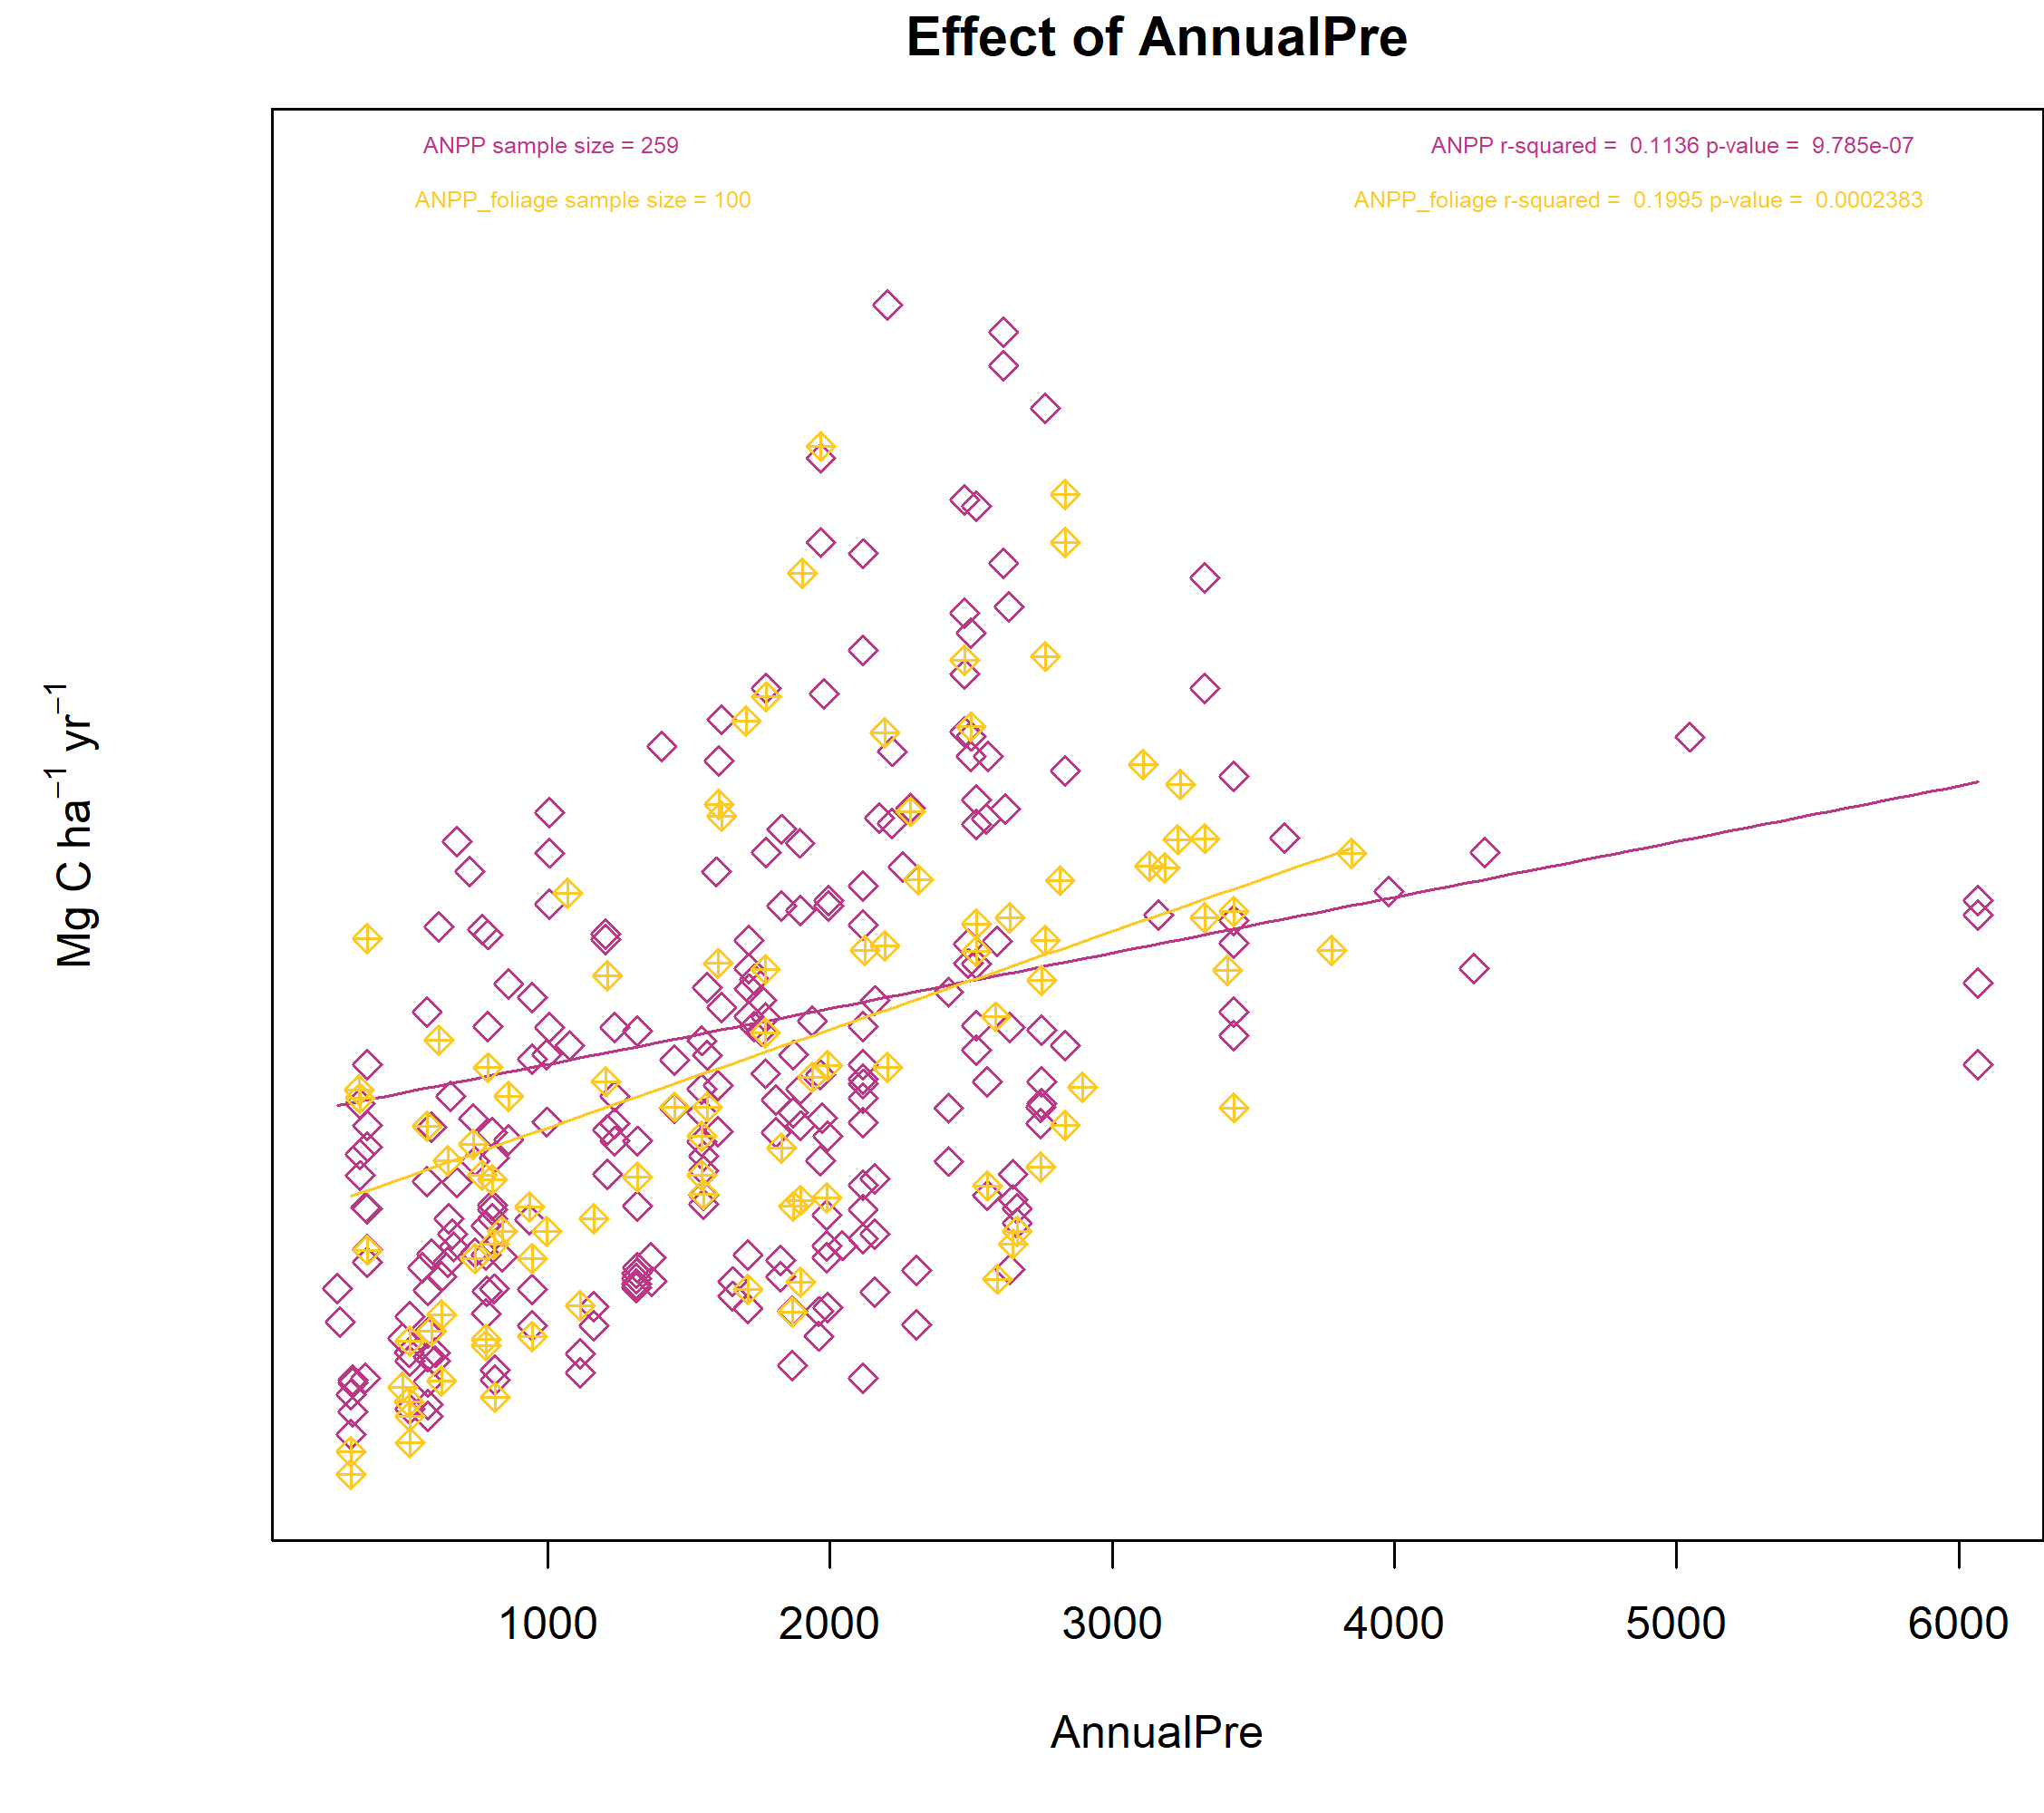 Effect of AnnualPre
ANPP sample size = 259
ANPP r-squared = 0.1136 p-value = 9.785e-07
ANPP_foliage sample size = 100
ANPP_foliage r-squared = 0.1995 p-value = 0.0002383
Mg C ha⁻¹ yr⁻¹
1000 2000 3000 4000 5000 6000
AnnualPre